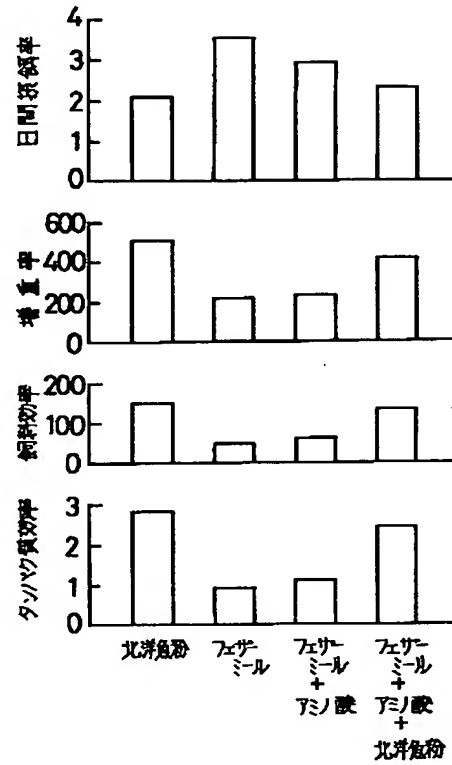 日間摂餌率
4
3
2
1
0
増重率
600
400
200
0
飼料効率
200
100
0
タンパク質効率
3
2
1
0
北洋魚粉
フェザー
ミール
フェザー
ミール
+
アミノ酸
フェザー
ミール
+
アミノ酸
+
北洋魚粉